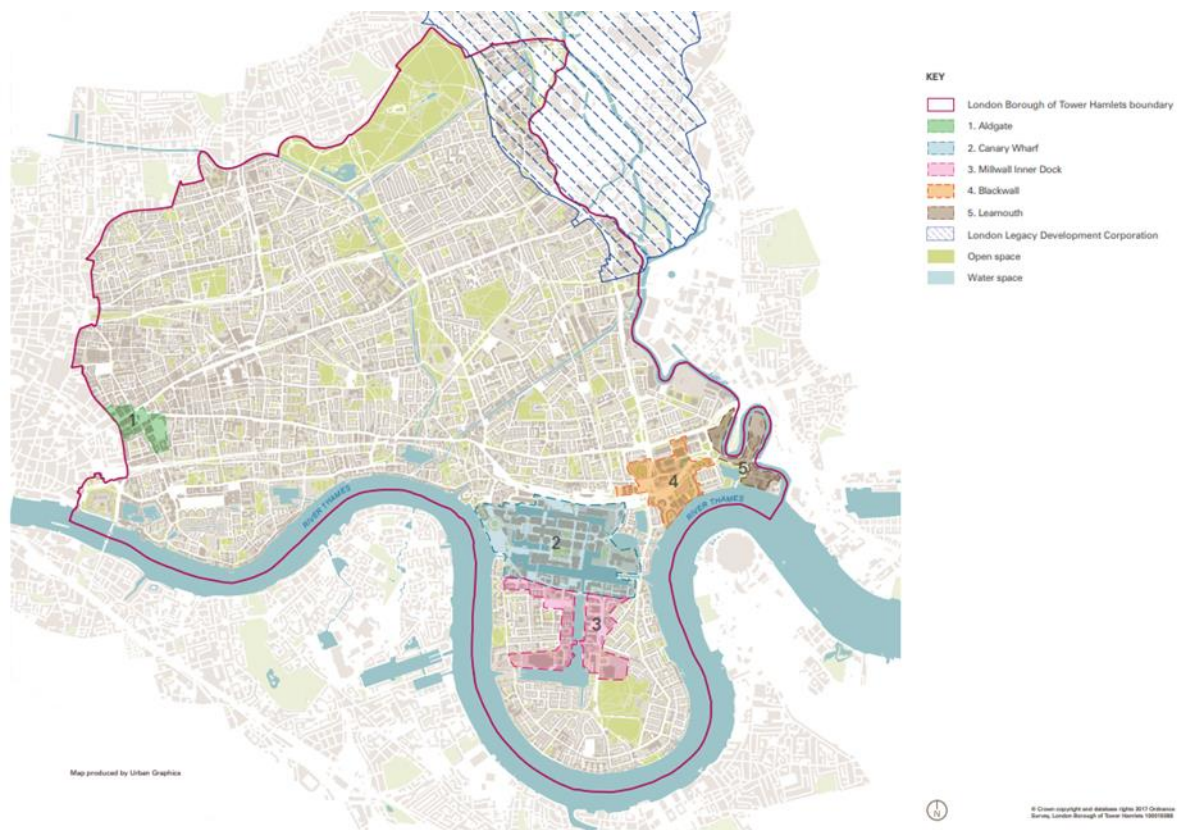 KEY
London Borough of Tower Hamlets boundary
1. Aldgate
2. Canary Wharf
3. Millwall Inner Dock
4. Blackwall
5. Leamouth
London Legacy Development Corporation
Open space
Water space
1
RIVER THAMES
2
3
4
RIVER THAMES
5
Map produced by Urban Graphics
N
© Crown copyright and database rights 2017 Ordnance
Survey, London Borough of Tower Hamlets